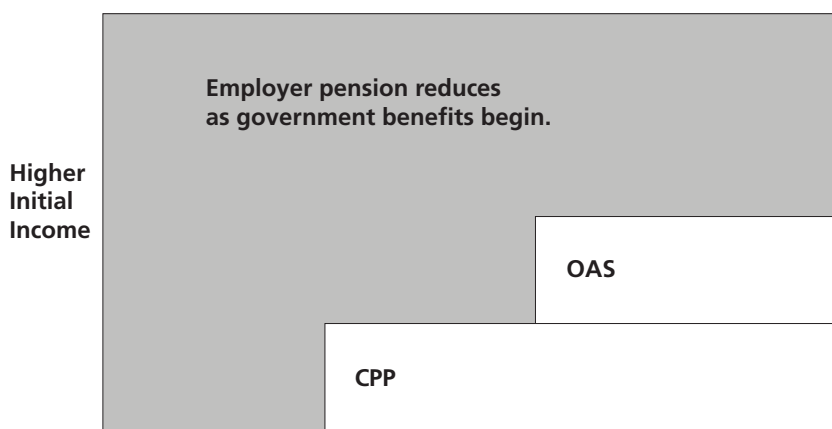 Employer pension reduces
as government benefits begin.
Higher
Initial
Income
OAS
CPP